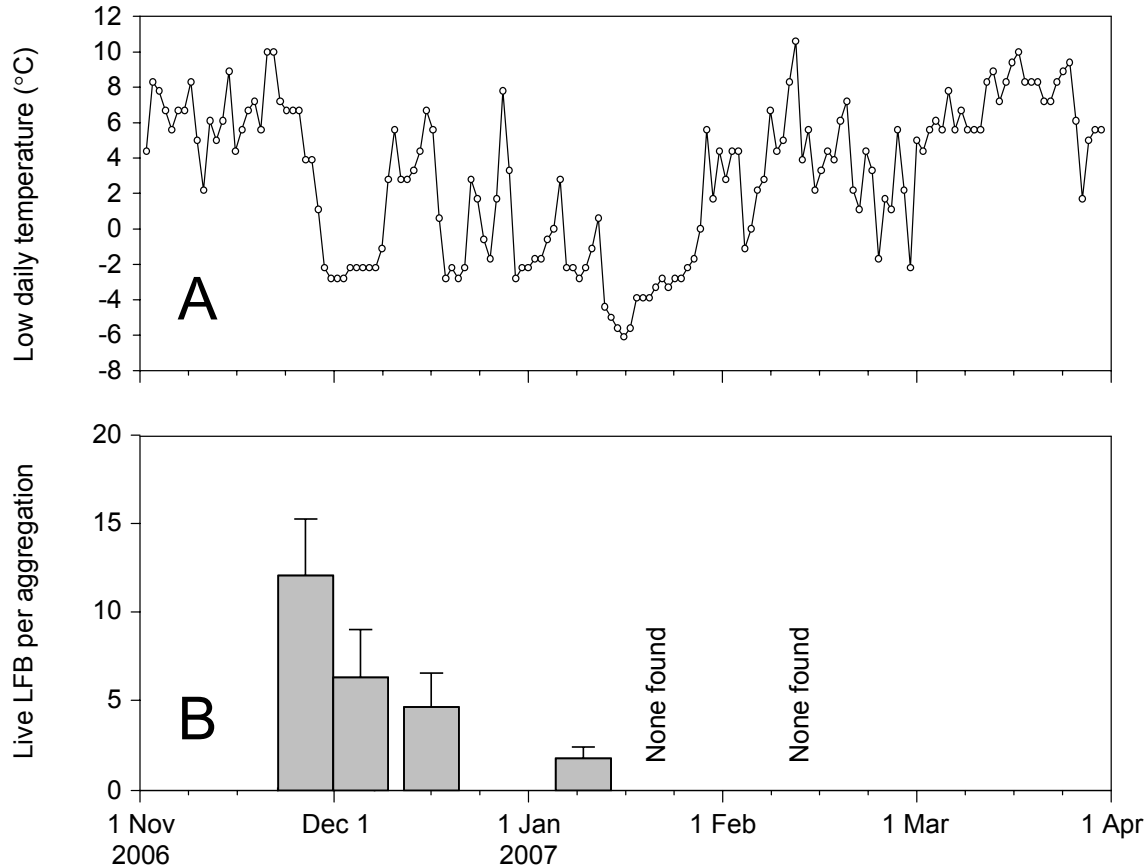 12
10
8
6
4
2
0
-2
-4
-6
-8
Low daily temperature (°C)
A
20
15
10
5
0
Live LFB per aggregation
B
None found
None found
1 Nov
2006
Dec 1
1 Jan
2007
1 Feb
1 Mar
1 Apr